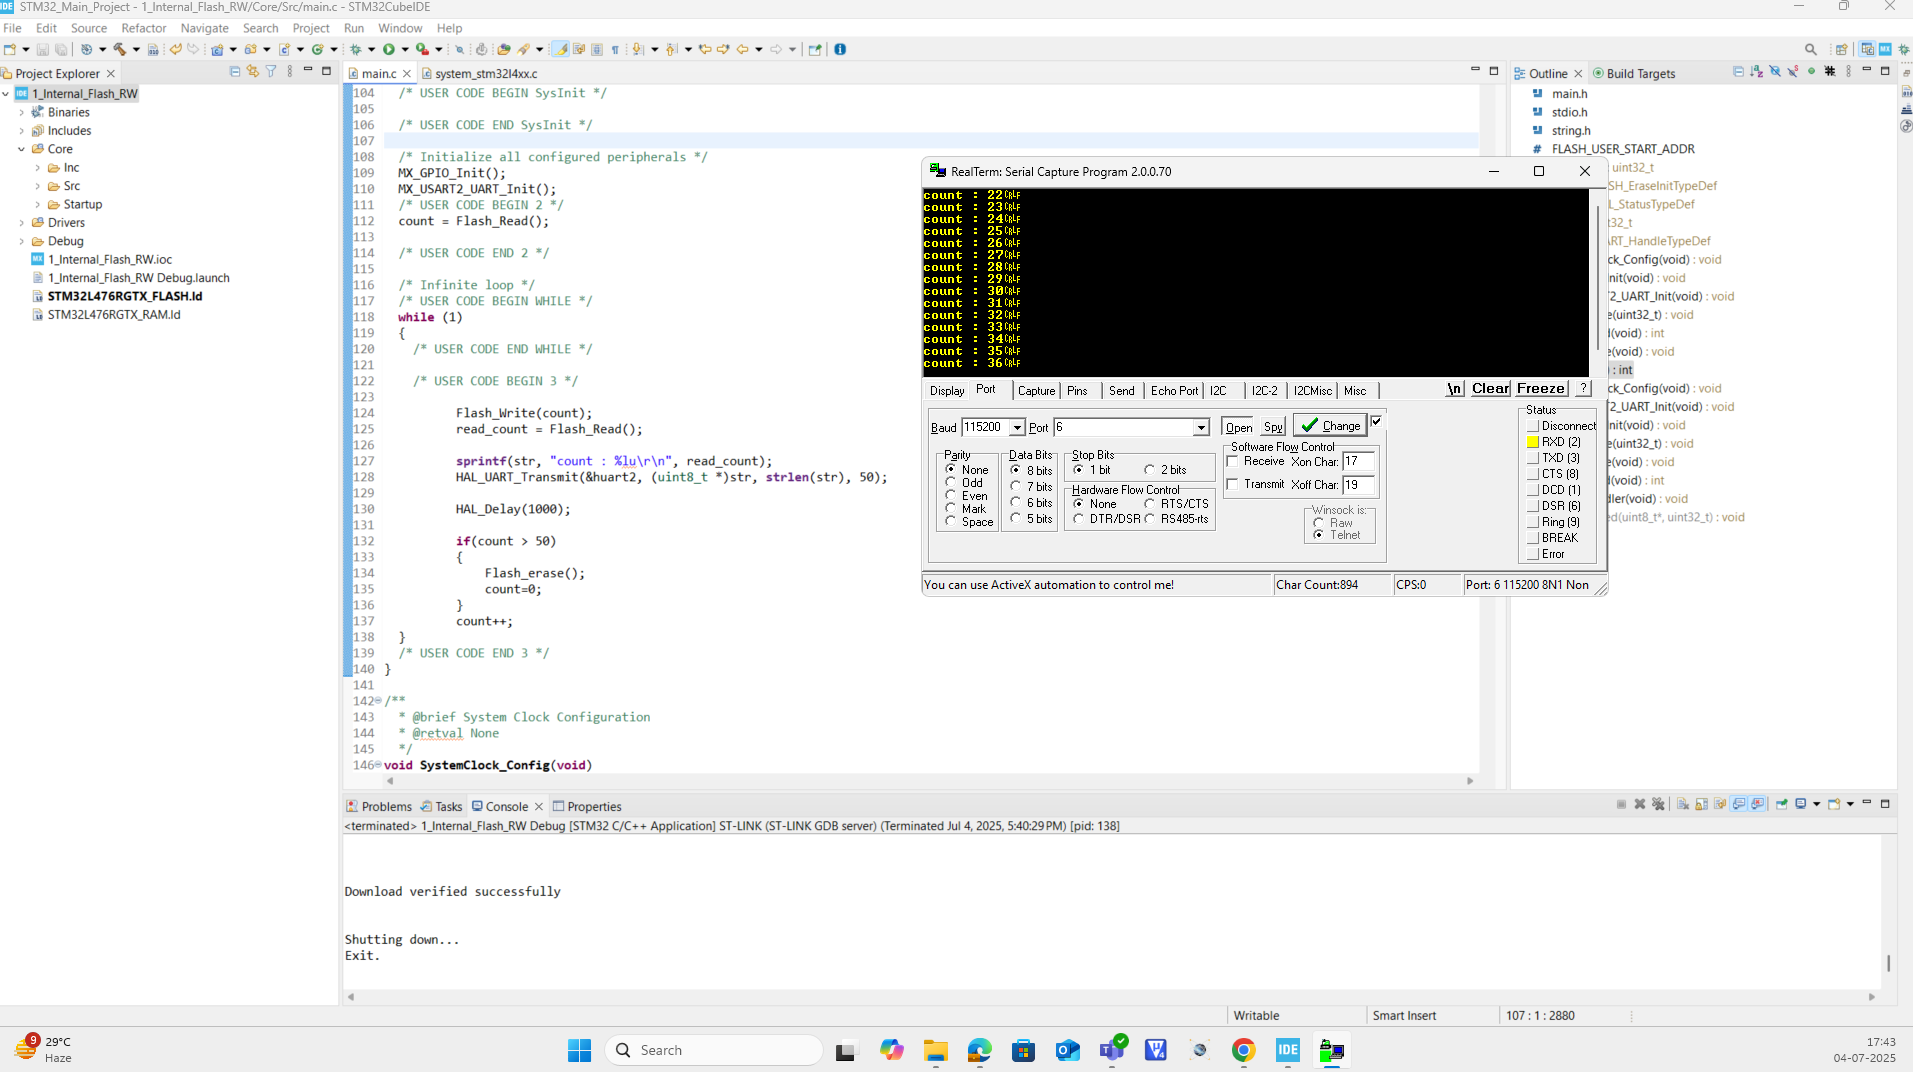 STM32_Main_Project - 1_Internal_Flash_RW/Core/Src/main.c - STM32CubeIDE
File Edit Source Refactor Navigate Search Project Run Window Help
Project Explorer
1_Internal_Flash_RW
Binaries
Includes
Core
Inc
Src
Startup
Drivers
Debug
1_Internal_Flash_RW.ioc
1_Internal_Flash_RW Debug.launch
STM32L476RGTX_FLASH.ld
STM32L476RGTX_RAM.ld
main.c system_stm32l4xx.c
104 /* USER CODE BEGIN SysInit */
105
106 /* USER CODE END SysInit */
107
108 /* Initialize all configured peripherals */
109 MX_GPIO_Init();
110 MX_USART2_UART_Init();
111 /* USER CODE BEGIN 2 */
112 count = Flash_Read();
113
114 /* USER CODE END 2 */
115
116 /* Infinite loop */
117 /* USER CODE BEGIN WHILE */
118 while (1)
119 {
120 /* USER CODE END WHILE */
121
122 /* USER CODE BEGIN 3 */
123
124 Flash_Write(count);
125 read_count = Flash_Read();
126
127 sprintf(str, "count : %lu\r\n", read_count);
128 HAL_UART_Transmit(&huart2, (uint8_t *)str, strlen(str), 50);
129
130 HAL_Delay(1000);
131
132 if(count > 50)
133 {
134 Flash_erase();
135 count=0;
136 }
137 count++;
138 }
139 /* USER CODE END 3 */
140 }
141
142 /**
143 * @brief System Clock Configuration
144 * @retval None
145 */
146 void SystemClock_Config(void)
RealTerm: Serial Capture Program 2.0.0.70
count : 22CRLF
count : 23CRLF
count : 24CRLF
count : 25CRLF
count : 26CRLF
count : 27CRLF
count : 28CRLF
count : 29CRLF
count : 30CRLF
count : 31CRLF
count : 32CRLF
count : 33CRLF
count : 34CRLF
count : 35CRLF
count : 36CRLF
Display Port Capture Pins Send Echo Port I2C I2C-2 I2CMisc Misc \n Clear Freeze ?
Baud 115200 Port 6 Open Spy Change
Parity
None
Odd
Even
Mark
Space
Data Bits
8 bits
7 bits
6 bits
5 bits
Stop Bits
1 bit 2 bits
Hardware Flow Control
None RTS/CTS
DTR/DSR RS485-rts
Software Flow Control
Receive Xon Char: 17
Transmit Xoff Char: 19
Winsock is:
Raw
Telnet
Status
Disconnect
RXD (2)
TXD (3)
CTS (8)
DCD (1)
DSR (6)
Ring (9)
BREAK
Error
You can use ActiveX automation to control me! Char Count:894 CPS:0 Port: 6 115200 8N1 Non
Outline Build Targets
main.h
stdio.h
string.h
FLASH_USER_START_ADDR
: uint32_t
SH_EraseInitTypeDef
L_StatusTypeDef
nt32_t
ART_HandleTypeDef
ck_Config(void) : void
nit(void) : void
T2_UART_Init(void) : void
e(uint32_t) : void
d(void) : int
e(void) : void
) : int
ck_Config(void) : void
T2_UART_Init(void) : void
nit(void) : void
e(uint32_t) : void
e(void) : void
d(void) : int
dler(void) : void
ed(uint8_t*, uint32_t) : void
Problems Tasks Console Properties
<terminated> 1_Internal_Flash_RW Debug [STM32 C/C++ Application] ST-LINK (ST-LINK GDB server) (Terminated Jul 4, 2025, 5:40:29 PM) [pid: 138]
Download verified successfully
Shutting down...
Exit.
Writable Smart Insert 107 : 1 : 2880
9
29°C
Haze
Search
IDE
17:43
04-07-2025